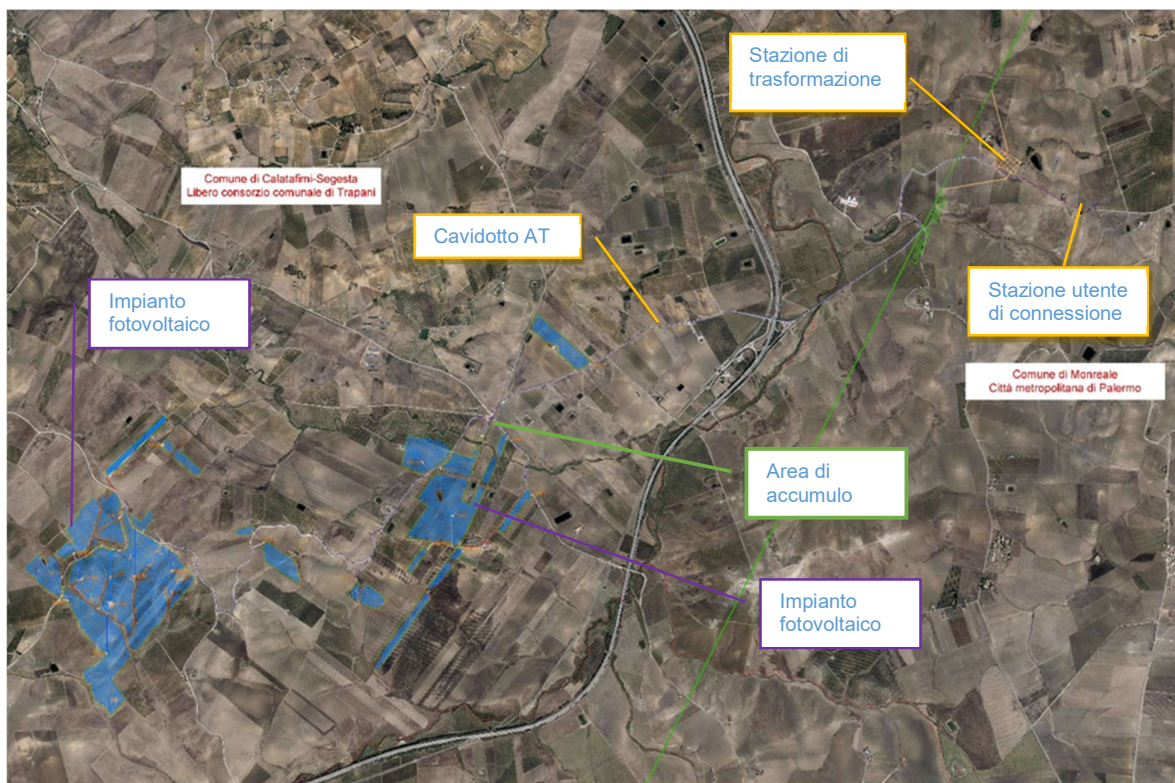 Stazione di
trasformazione
Comune di Calatafimi-Segesta
Libero consorzio comunale di Trapani
Cavidotto AT
Impianto
fotovoltaico
Stazione utente
di connessione
Comune di Monreale
Città metropolitana di Palermo
Area di
accumulo
Impianto
fotovoltaico